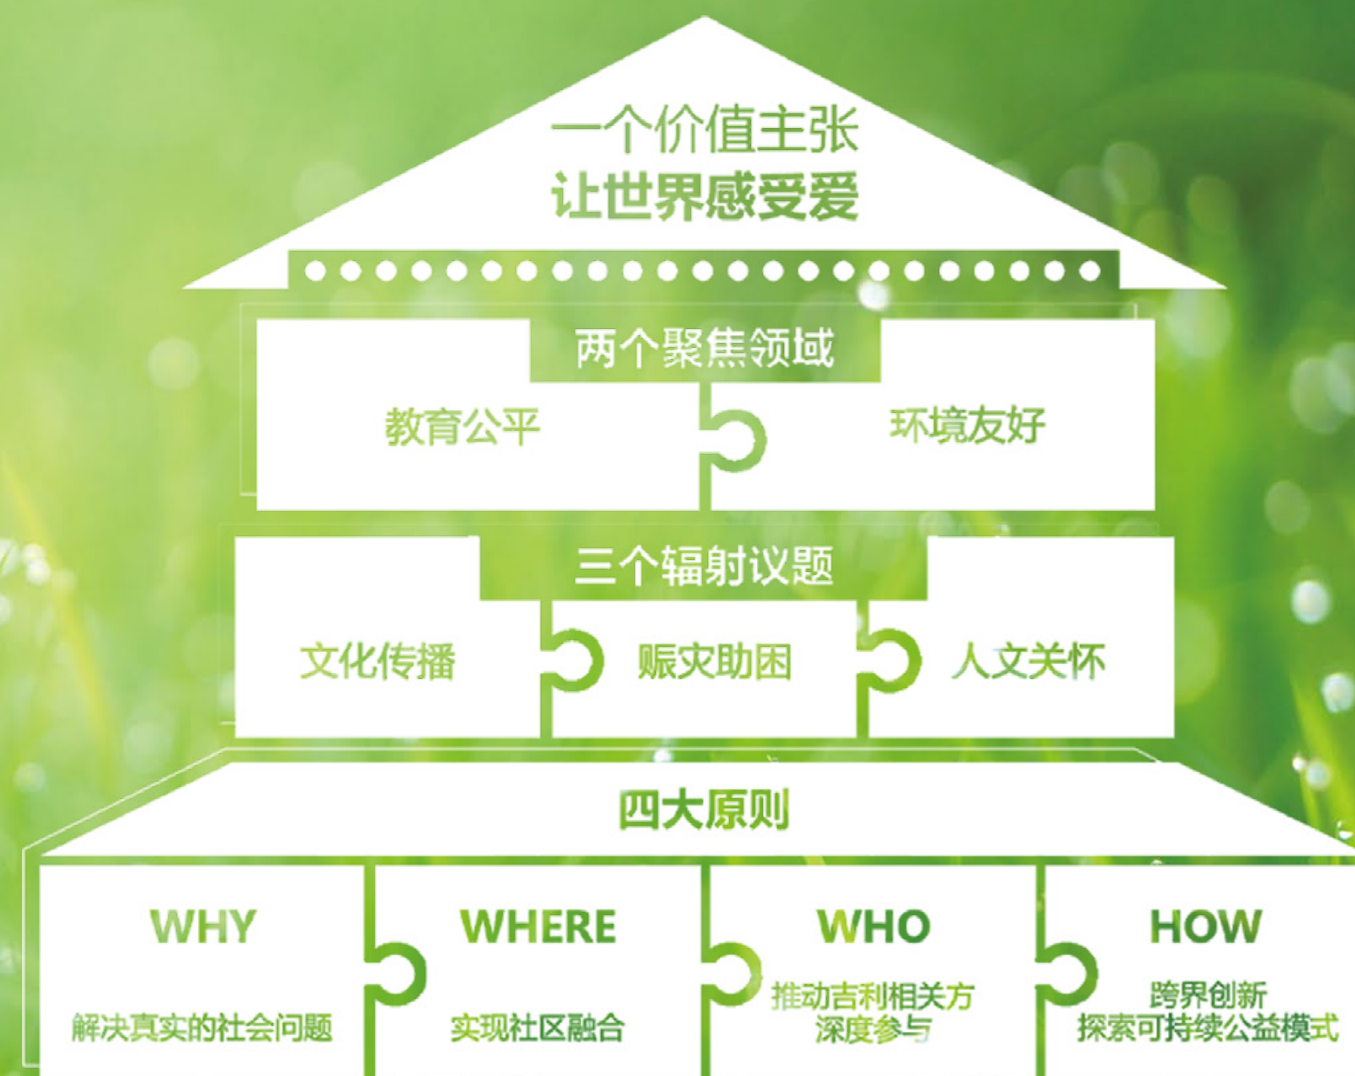 一个价值主张
让世界感受爱
两个聚焦领域
教育公平
环境友好
三个辐射议题
文化传播
赈灾助困
人文关怀
四大原则
WHY
解决真实的社会问题
WHERE
实现社区融合
WHO
推动吉利相关方
深度参与
HOW
跨界创新
探索可持续公益模式